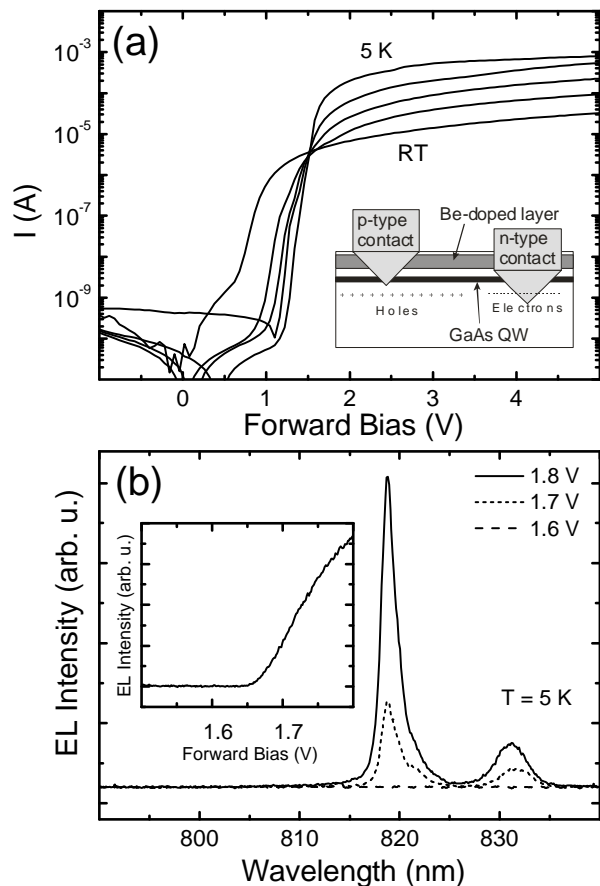 (a)
5 K
RT
I (A)
10⁻³
10⁻⁵
10⁻⁷
10⁻⁹
p-type
contact
Be-doped layer
n-type
contact
+ + + + + + + + + + + + + +
Holes
Electrons
GaAs QW
0 1 2 3 4
Forward Bias (V)
(b)
1.8 V
1.7 V
1.6 V
EL Intensity (arb. u.)
1.6 1.7
Forward Bias (V)
T = 5 K
EL Intensity (arb. u.)
800 810 820 830
Wavelength (nm)